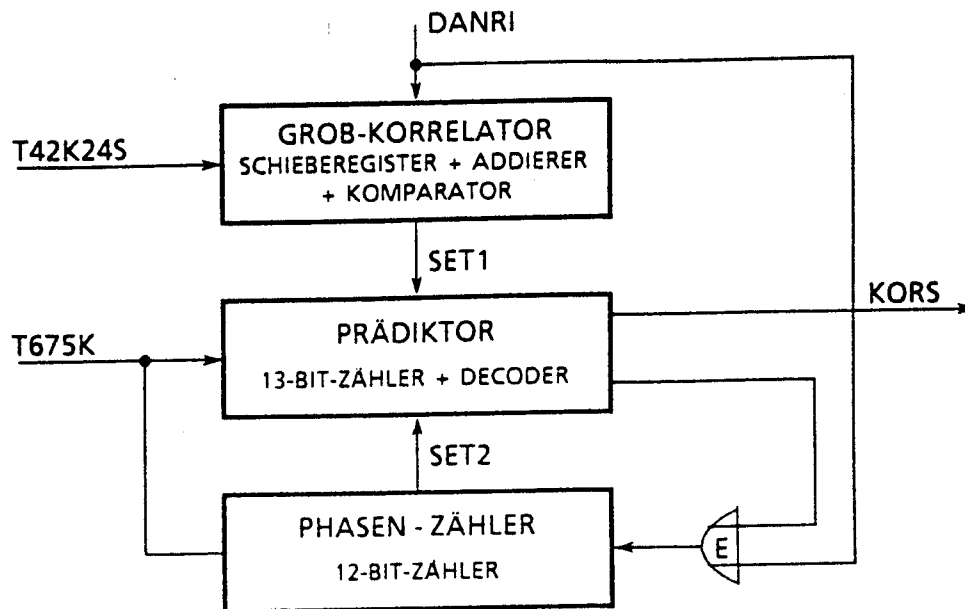 DANRI
GROB-KORRELATOR
T42K24S
SCHIEBEREGISTER + ADDIERER
+ KOMPARATOR
SET1
KORS
PRÄDIKTOR
T675K
13-BIT-ZÄHLER + DECODER
SET2
PHASEN - ZÄHLER
E
12-BIT-ZÄHLER